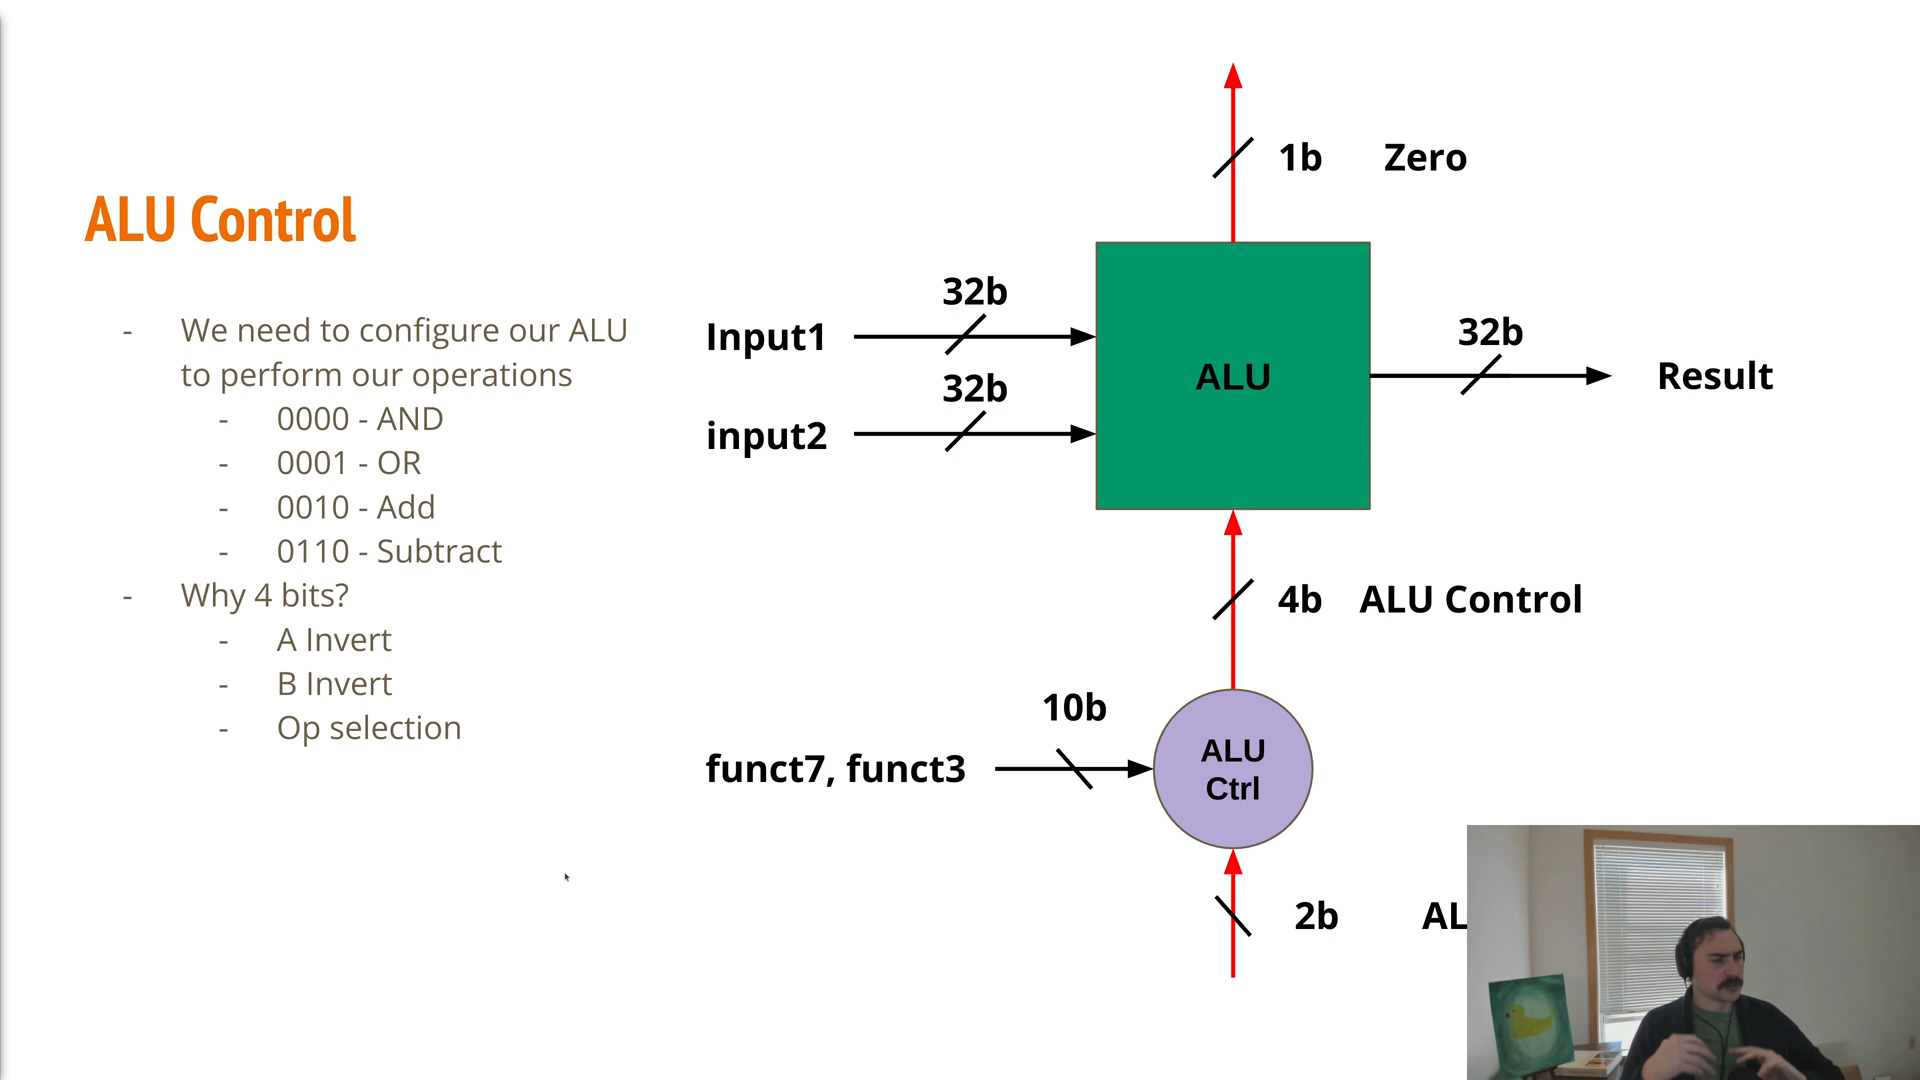 ALU Control
- We need to configure our ALU
to perform our operations
- 0000 - AND
- 0001 - OR
- 0010 - Add
- 0110 - Subtract
- Why 4 bits?
- A Invert
- B Invert
- Op selection
1b Zero
32b
Input1
32b
input2
ALU
32b
Result
4b ALU Control
10b
funct7, funct3
ALU
Ctrl
2b